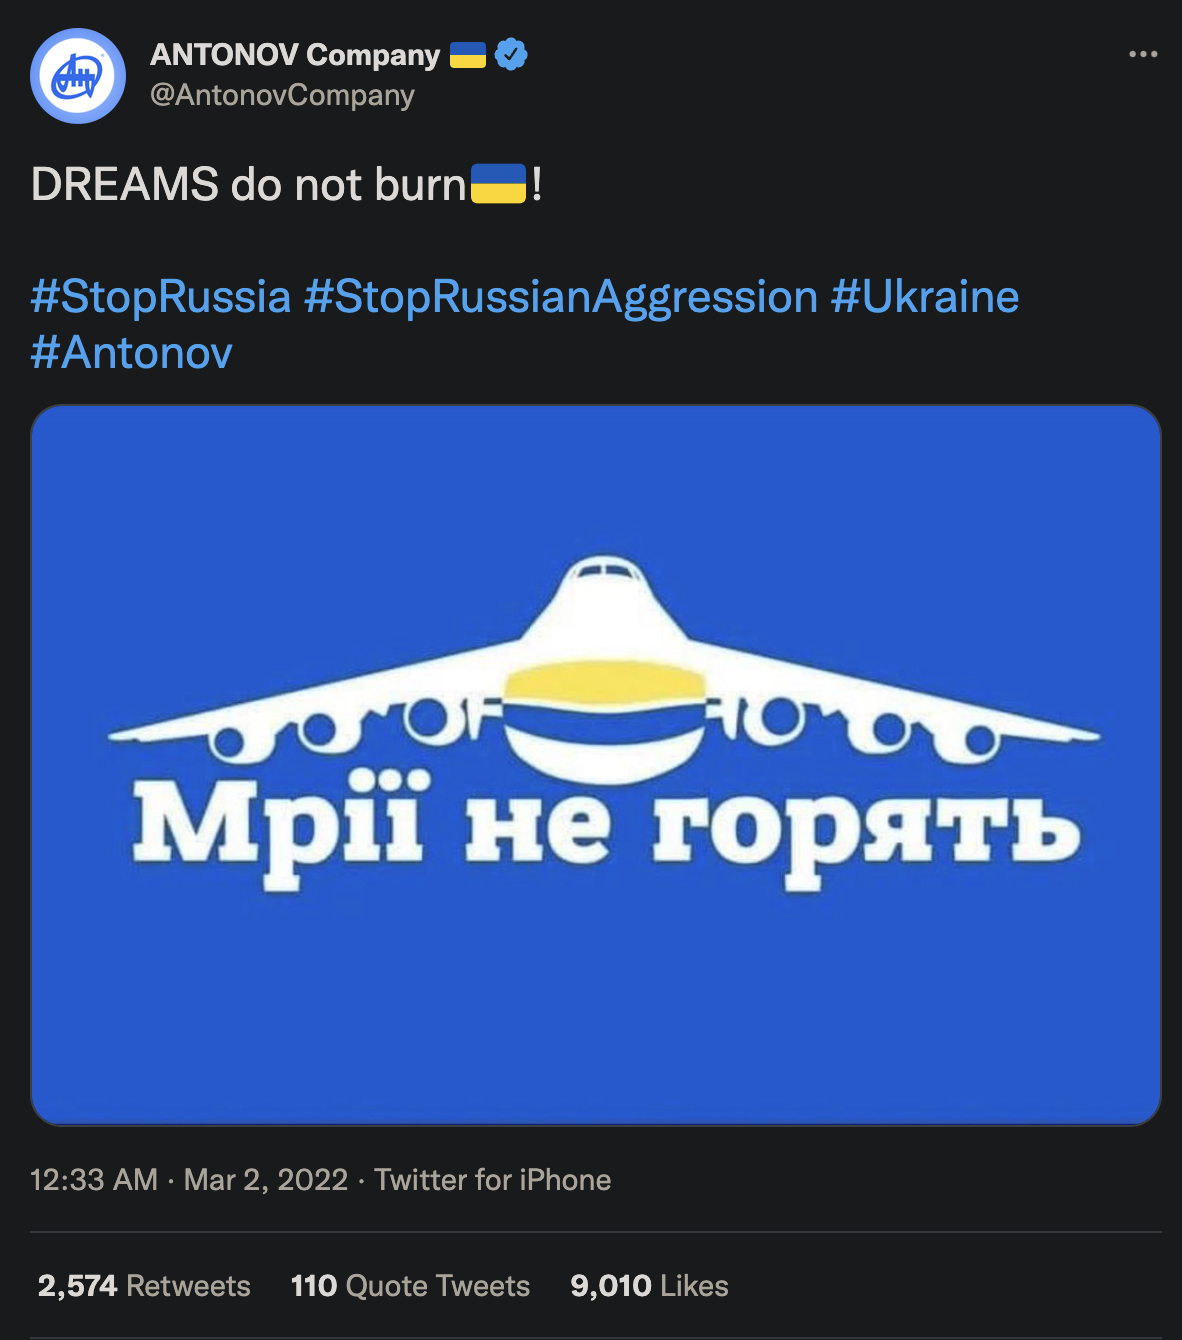 ANTONOV Company 🇺🇦
@AntonovCompany
DREAMS do not burn🇺🇦!
#StopRussia #StopRussianAggression #Ukraine
#Antonov
Мрії не горять
12:33 AM · Mar 2, 2022 · Twitter for iPhone
2,574 Retweets 110 Quote Tweets 9,010 Likes